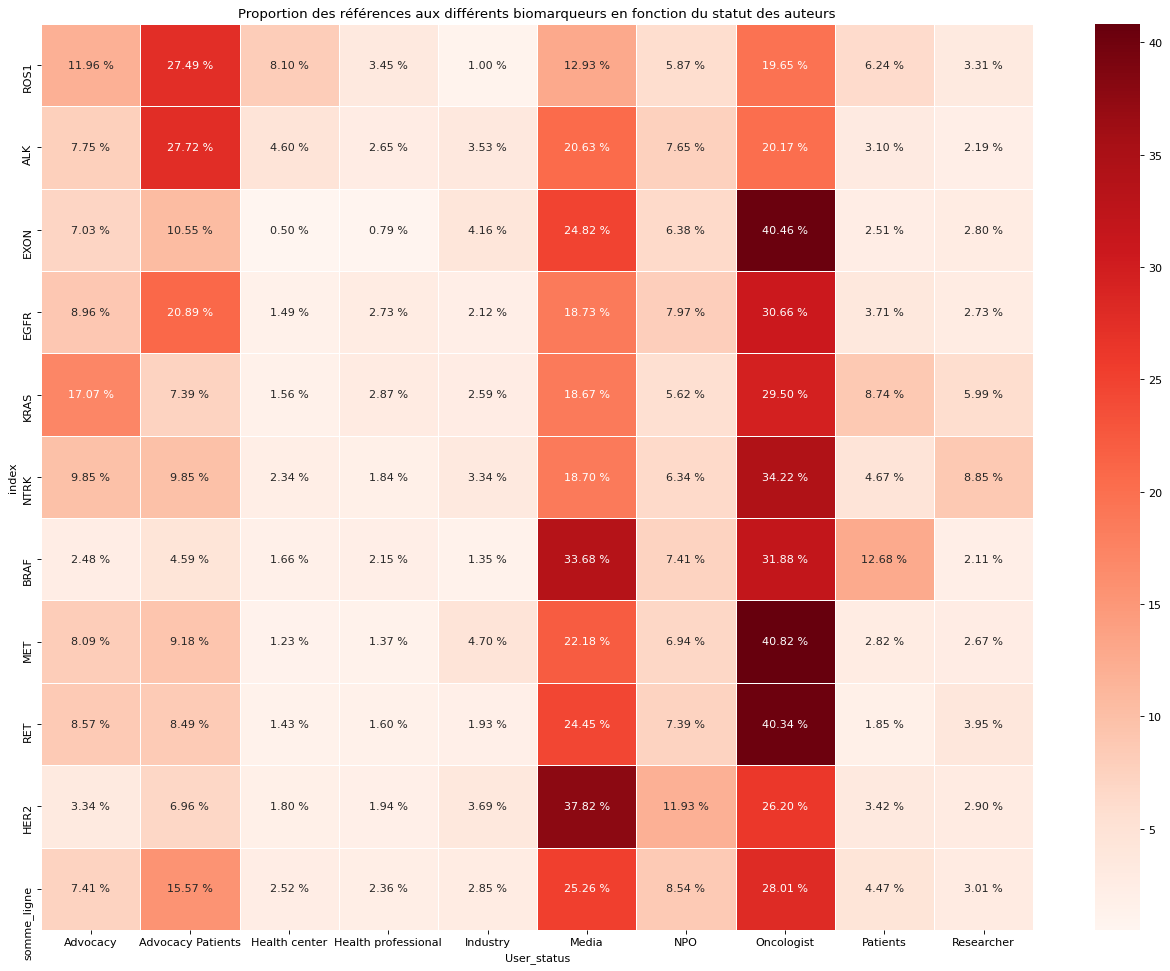 Proportion des références aux différents biomarqueurs en fonction du statut des auteurs
ROS1 11.96 % 27.49 % 8.10 % 3.45 % 1.00 % 12.93 % 5.87 % 19.65 % 6.24 % 3.31 %
ALK 7.75 % 27.72 % 4.60 % 2.65 % 3.53 % 20.63 % 7.65 % 20.17 % 3.10 % 2.19 %
EXON 7.03 % 10.55 % 0.50 % 0.79 % 4.16 % 24.82 % 6.38 % 40.46 % 2.51 % 2.80 %
EGFR 8.96 % 20.89 % 1.49 % 2.73 % 2.12 % 18.73 % 7.97 % 30.66 % 3.71 % 2.73 %
KRAS 17.07 % 7.39 % 1.56 % 2.87 % 2.59 % 18.67 % 5.62 % 29.50 % 8.74 % 5.99 %
index
NTRK 9.85 % 9.85 % 2.34 % 1.84 % 3.34 % 18.70 % 6.34 % 34.22 % 4.67 % 8.85 %
BRAF 2.48 % 4.59 % 1.66 % 2.15 % 1.35 % 33.68 % 7.41 % 31.88 % 12.68 % 2.11 %
MET 8.09 % 9.18 % 1.23 % 1.37 % 4.70 % 22.18 % 6.94 % 40.82 % 2.82 % 2.67 %
RET 8.57 % 8.49 % 1.43 % 1.60 % 1.93 % 24.45 % 7.39 % 40.34 % 1.85 % 3.95 %
HER2 3.34 % 6.96 % 1.80 % 1.94 % 3.69 % 37.82 % 11.93 % 26.20 % 3.42 % 2.90 %
somme_ligne 7.41 % 15.57 % 2.52 % 2.36 % 2.85 % 25.26 % 8.54 % 28.01 % 4.47 % 3.01 %
Advocacy Advocacy Patients Health center Health professional Industry Media NPO Oncologist Patients Researcher
User_status
40
35
30
25
20
15
10
5